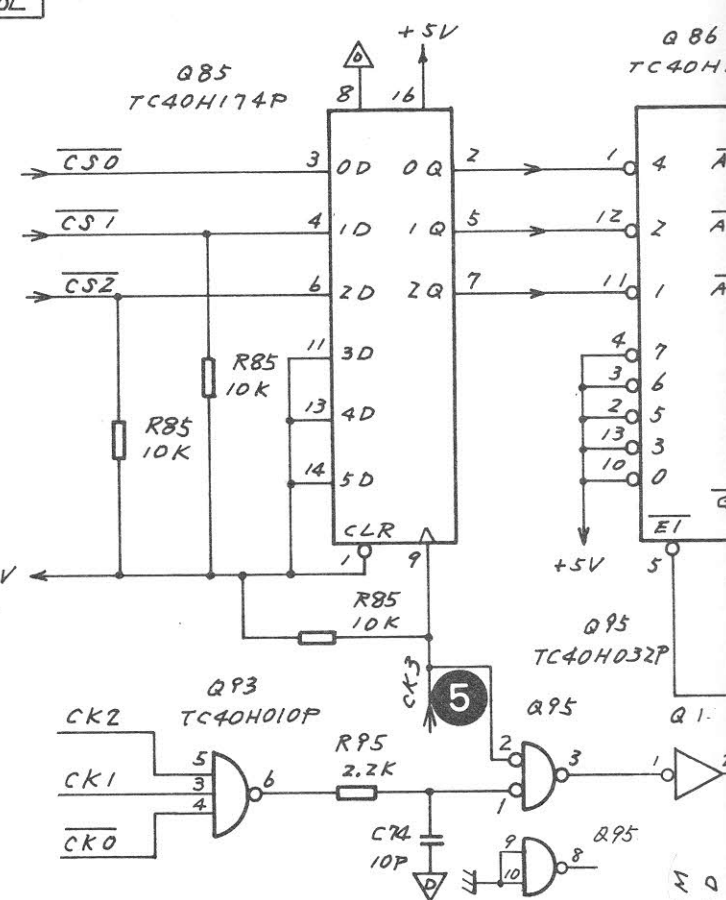 +5V
Q85
TC40H174P
Q86
TC40H
D
8
16
CS0
3
0D
0Q
2
1
4
CS1
4
1D
1Q
5
12
2
CS2
6
2D
2Q
7
11
1
11
3D
4
7
R85
10K
3
6
13
4D
2
5
R85
10K
13
3
14
5D
10
0
CLR
1
9
EI
5
V
+5V
R85
10K
Q95
TC40H032P
CK3
5
Q93
TC40H010P
Q95
Q1
CK2
R95
2.2K
5
2
3
1
CK1
3
6
4
1
CK0
C74
10P
D
9
10
8
Q95
M
D